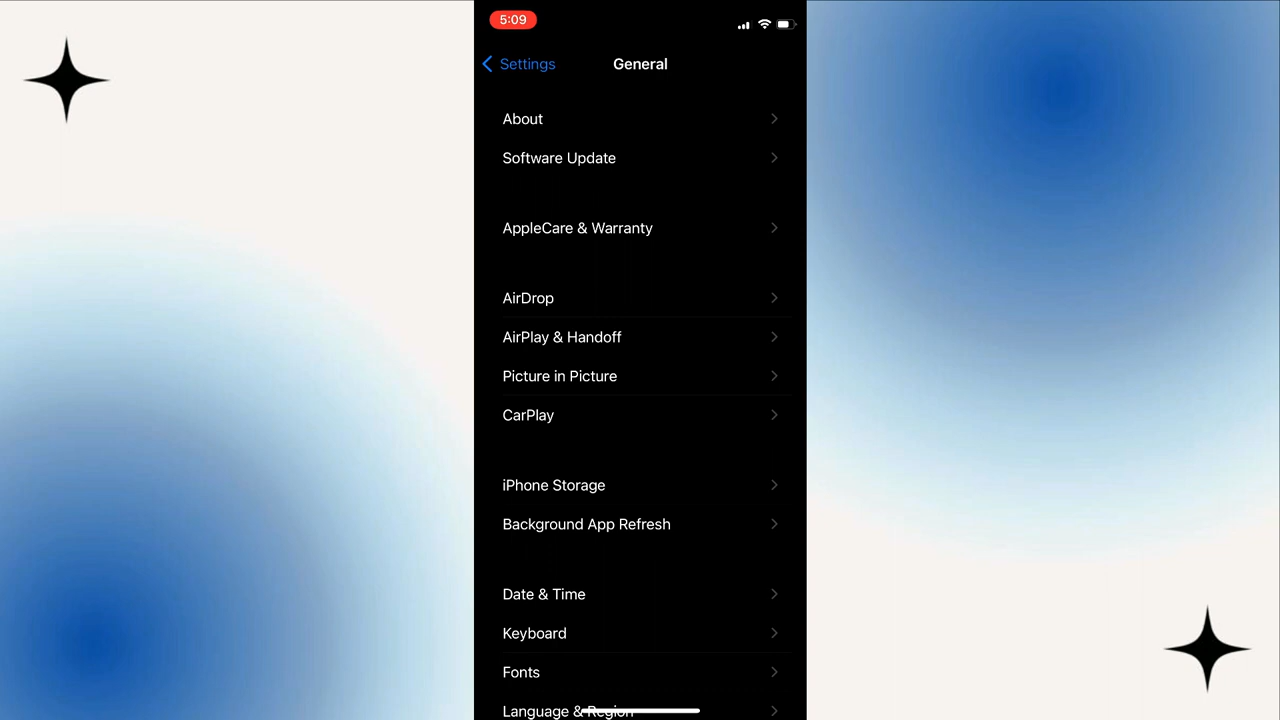 5:09
Settings
General
About
Software Update
AppleCare & Warranty
AirDrop
AirPlay & Handoff
Picture in Picture
CarPlay
iPhone Storage
Background App Refresh
Date & Time
Keyboard
Fonts
Language & Region